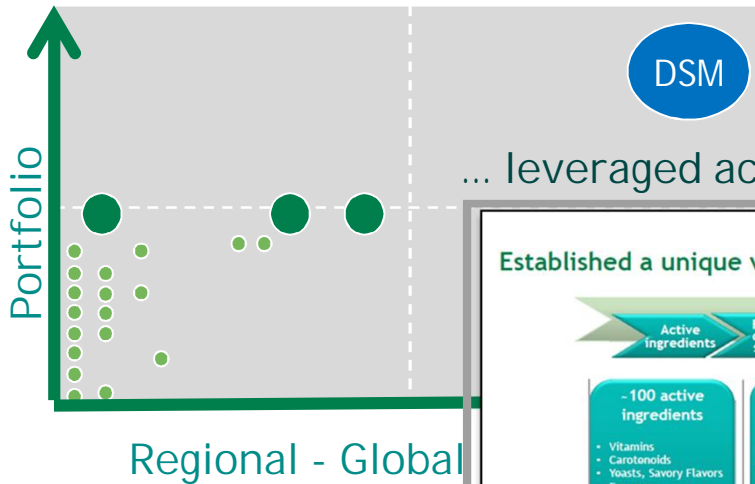 DSM
... leveraged ac
Portfolio
Established a unique v
Active
ingredients
~100 active
ingredients
• Vitamins
• Carotenoids
• Yeasts, Savory Flavors
Regional - Global